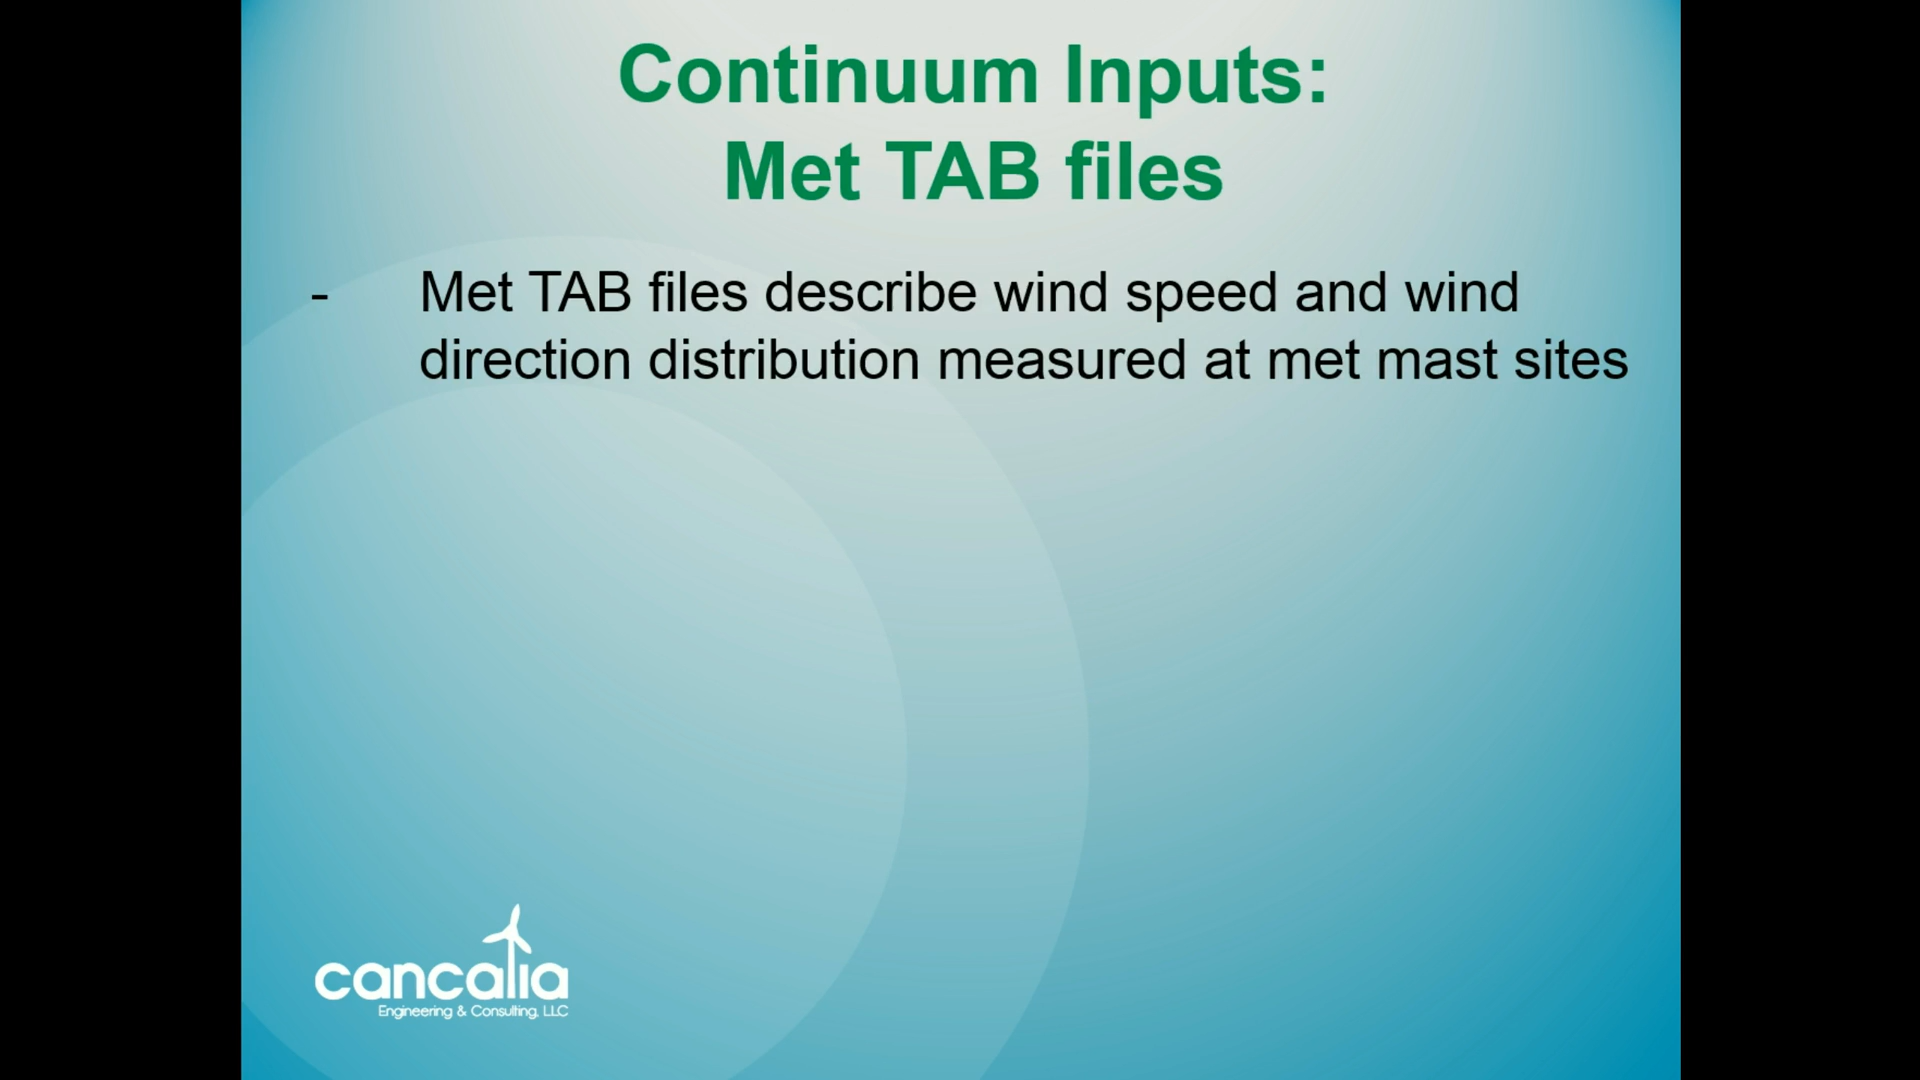 Continuum Inputs:
Met TAB files
- Met TAB files describe wind speed and wind
direction distribution measured at met mast sites
cancalia
Engineering & Consulting, LLC